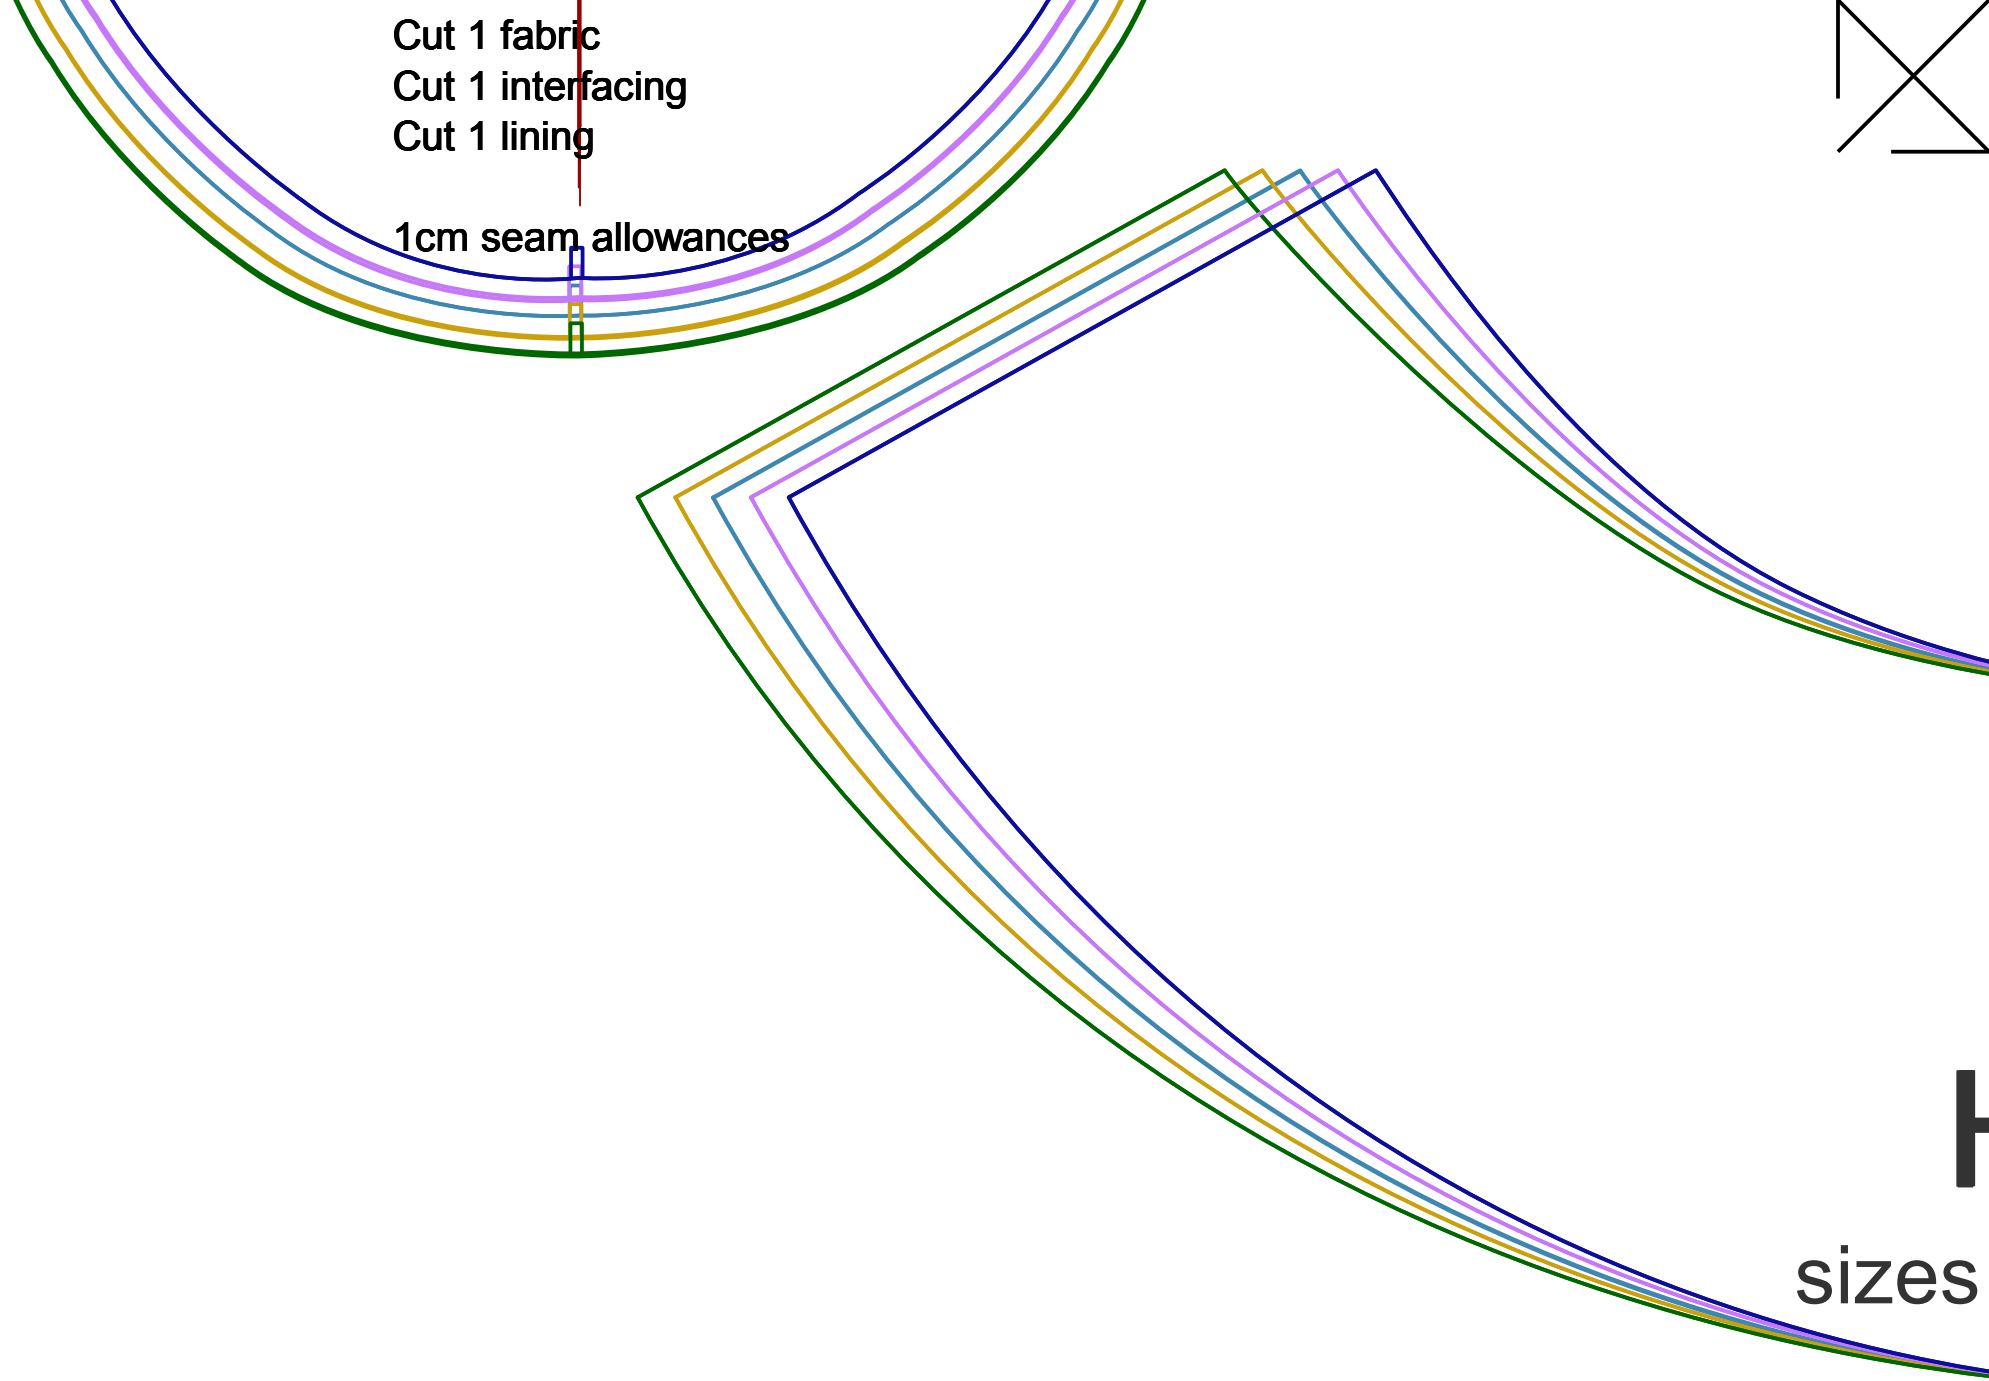 Cut 1 fabric
Cut 1 interfacing
Cut 1 lining
1cm seam allowances
H
sizes